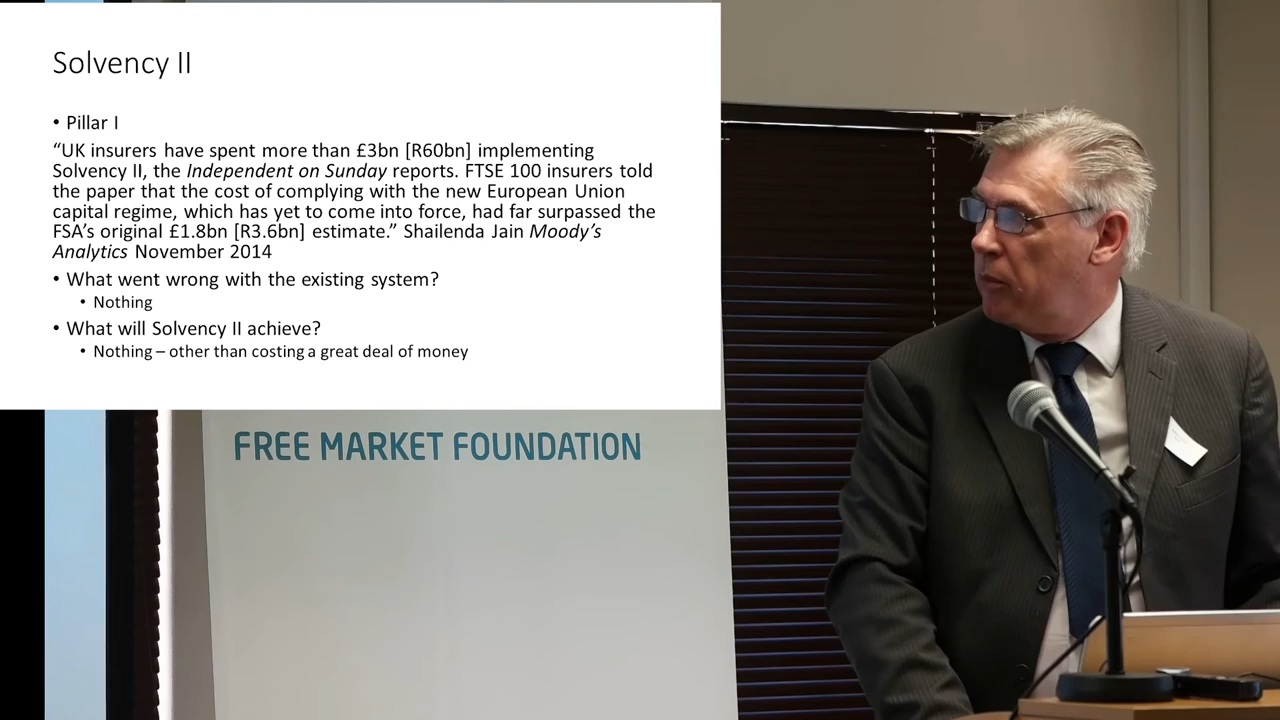 Solvency II
• Pillar I
“UK insurers have spent more than £3bn [R60bn] implementing
Solvency II, the Independent on Sunday reports. FTSE 100 insurers told
the paper that the cost of complying with the new European Union
capital regime, which has yet to come into force, had far surpassed the
FSA’s original £1.8bn [R3.6bn] estimate.” Shailenda Jain Moody’s
Analytics November 2014
• What went wrong with the existing system?
• Nothing
• What will Solvency II achieve?
• Nothing – other than costing a great deal of money
FREE MARKET FOUNDATION